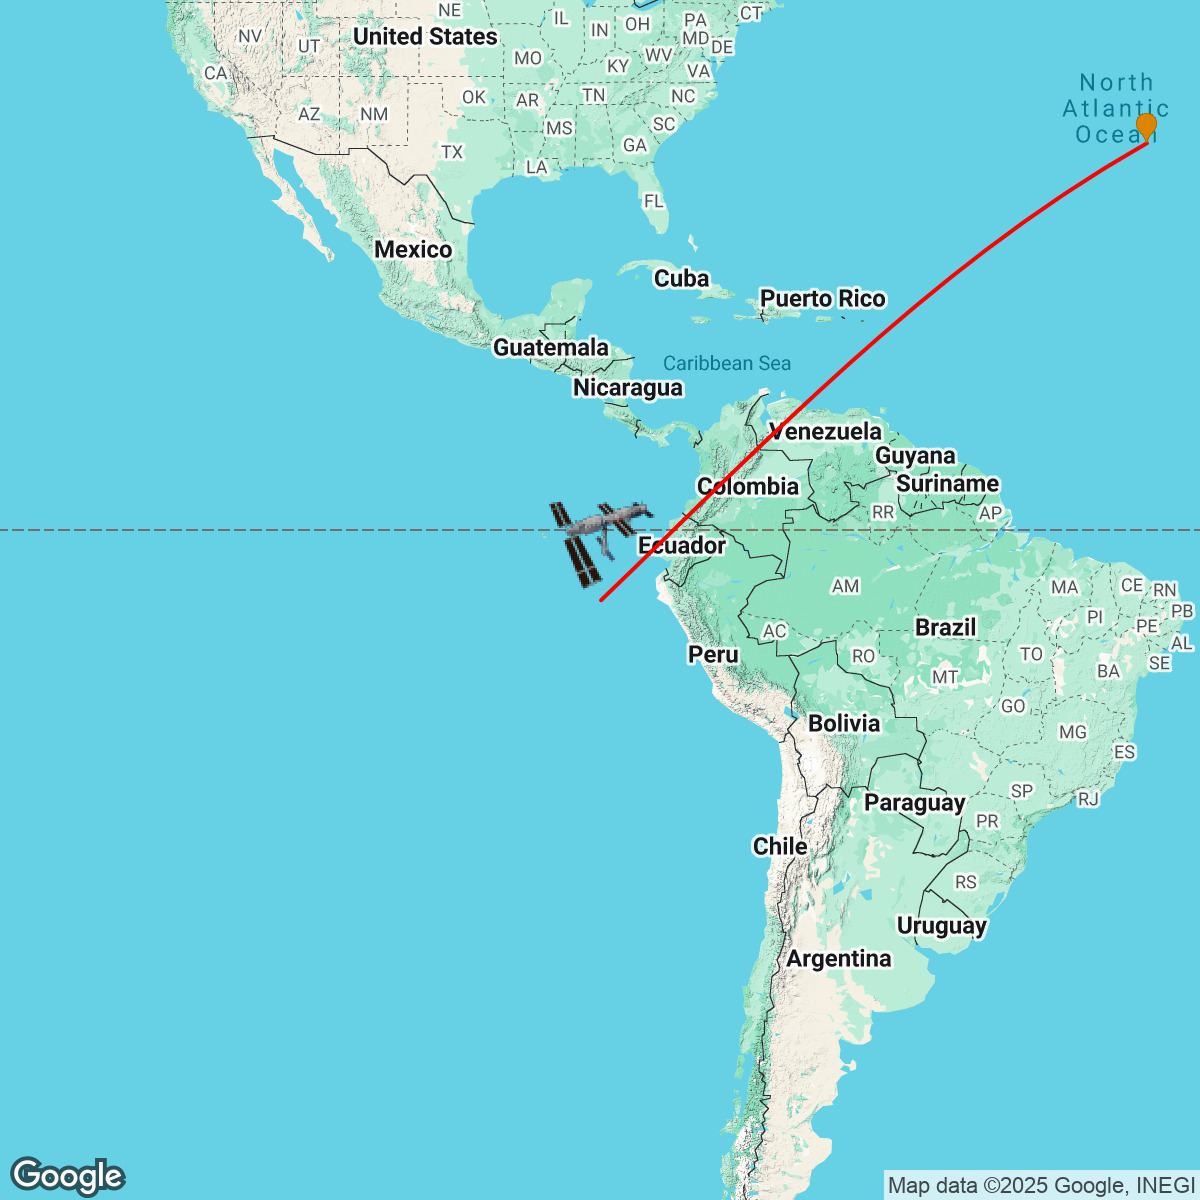 NE
IL
IN
OH
PA
CT
NV
UT
United States
MD
DE
MO
WV
KY
VA
CA
OK
AR
TN
NC
AZ
NM
MS
SC
TX
LA
GA
FL
North
Atlantic
Ocean
Mexico
Cuba
Puerto Rico
Guatemala
Caribbean Sea
Nicaragua
Venezuela
Guyana
Colombia
Suriname
RR
AP
Ecuador
AM
MA
CE
RN
PI
PB
AC
Brazil
PE
AL
Peru
RO
TO
SE
MT
BA
GO
Bolivia
MG
ES
SP
RJ
Paraguay
PR
Chile
RS
Uruguay
Argentina
Google
Map data ©2025 Google, INEGI